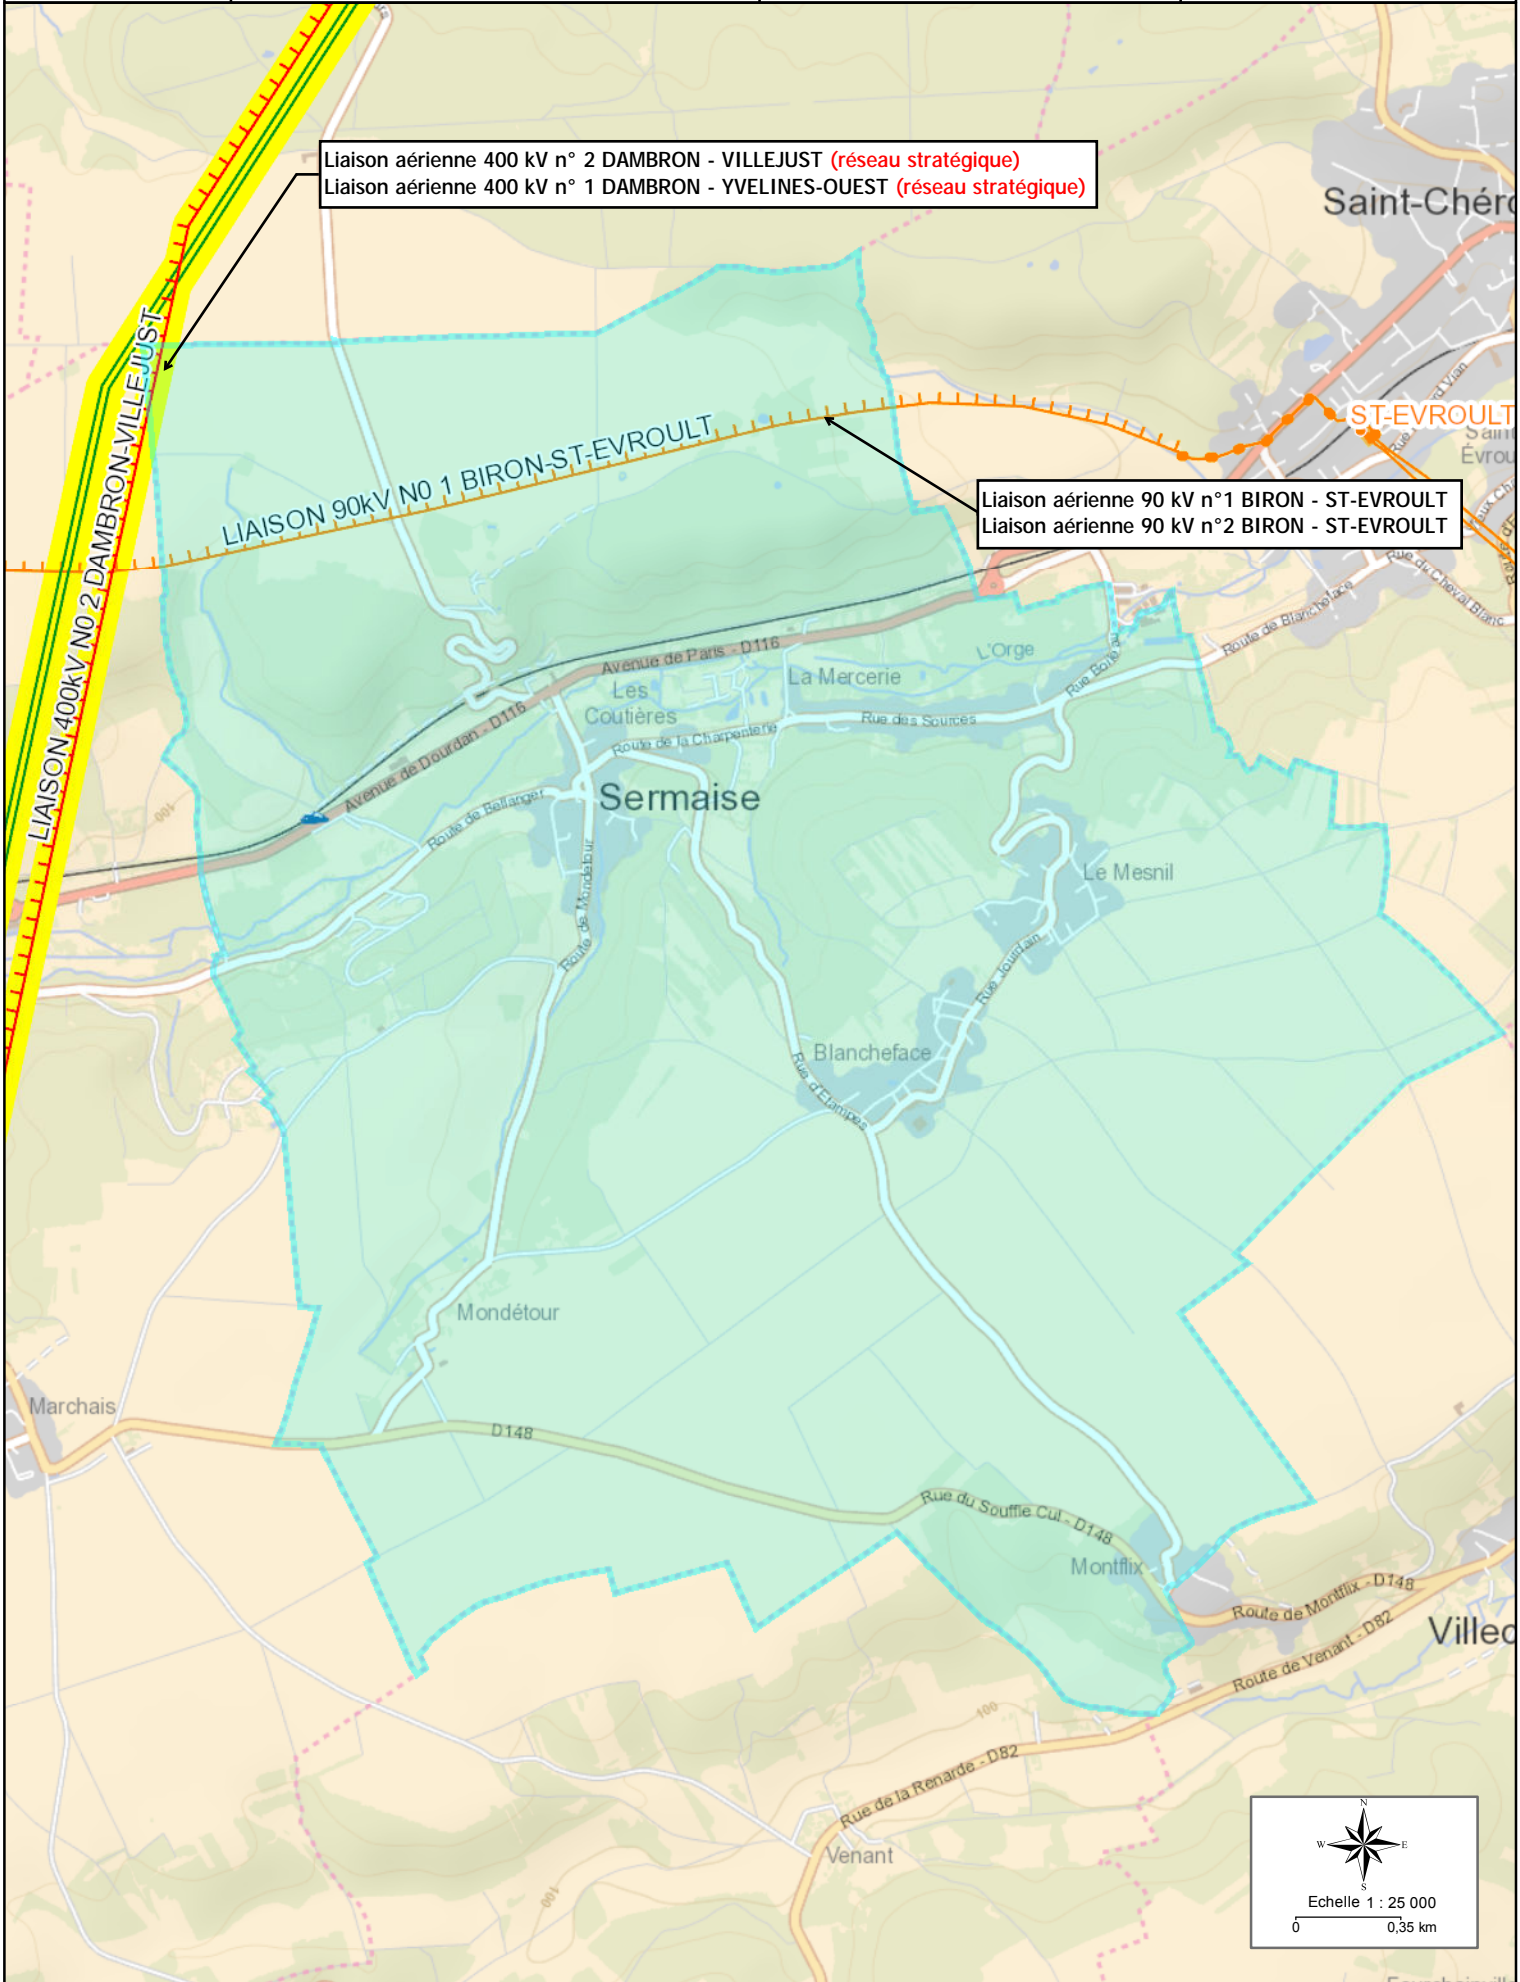 Liaison aérienne 400 kV n° 2 DAMBRON - VILLEJUST (réseau stratégique)
Liaison aérienne 400 kV n° 1 DAMBRON - YVELINES-OUEST (réseau stratégique)
Saint-Chéro
LIAISON 400kV N0 2 DAMBRON-VILLEJUST
LIAISON 90kV N0 1 BIRON-ST-EVROULT
ST-EVROULT
Saint
Évrou
Liaison aérienne 90 kV n°1 BIRON - ST-EVROULT
Liaison aérienne 90 kV n°2 BIRON - ST-EVROULT
Rue du Cheval Blanc
Route de Blancheface
Avenue de Paris - D116
L'Orge
La Mercerie
Les
Coutières
Rue des Sources
Route de la Charpenterie
Avenue de Dourdan - D116
Route de Bellanger
Sermaise
100
Le Mesnil
Route de Mondétour
Rue Jourdain
Blancheface
Rue d'Etampes
Mondétour
Marchais
D148
Rue du Souffle Cul - D148
Montflix
Route de Montflix - D148
Villec
Route de Venant - D82
100
Rue de la Renarde - D82
Venant
100
N
W
E
S
Echelle 1 : 25 000
0
0,35 km